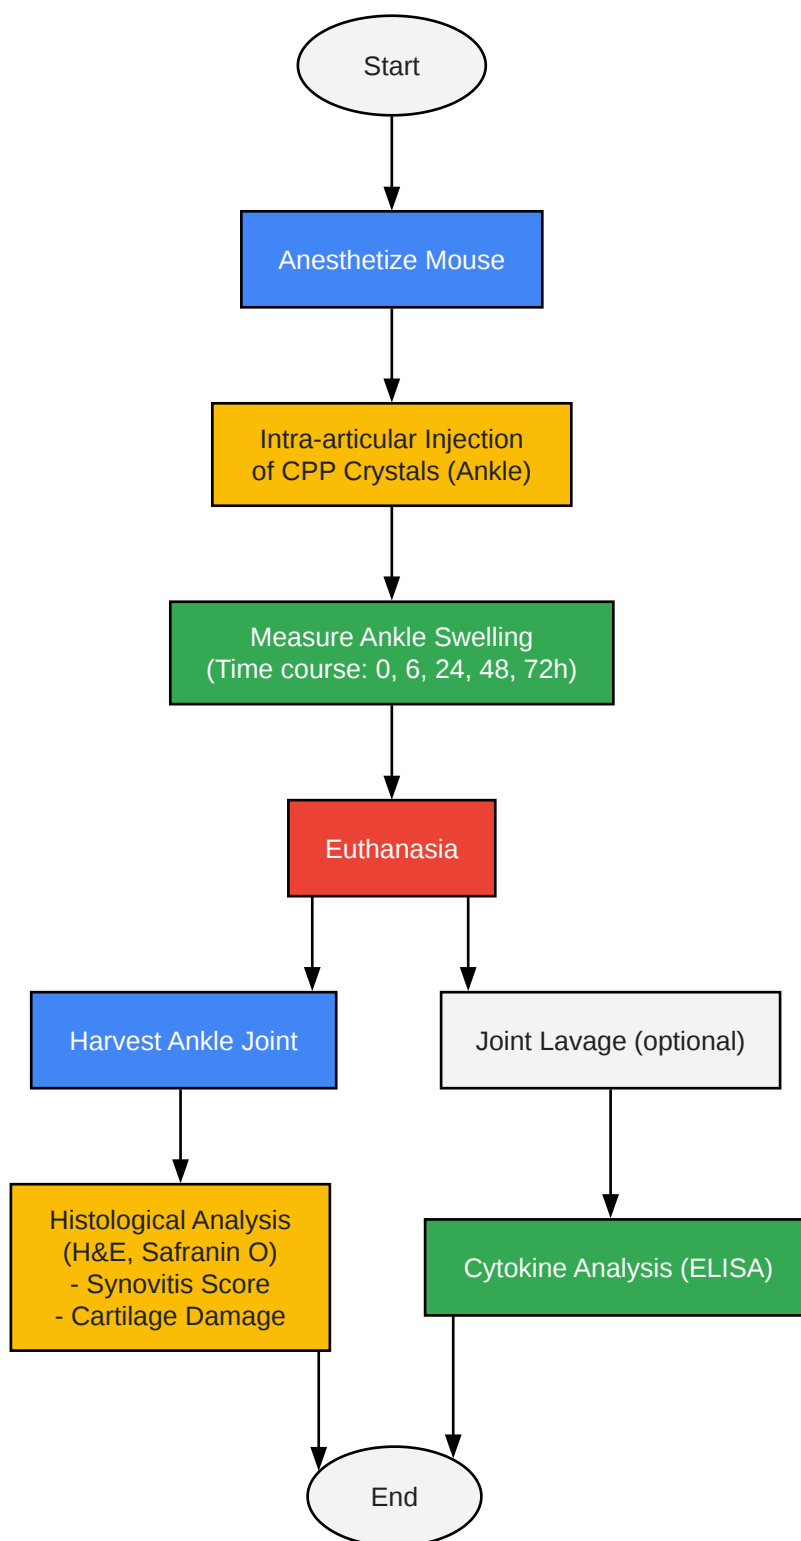 Start
Anesthetize Mouse
Intra-articular Injection
of CPP Crystals (Ankle)
Measure Ankle Swelling
(Time course: 0, 6, 24, 48, 72h)
Euthanasia
Harvest Ankle Joint
Joint Lavage (optional)
Histological Analysis
(H&E, Safranin O)
- Synovitis Score
- Cartilage Damage
Cytokine Analysis (ELISA)
End